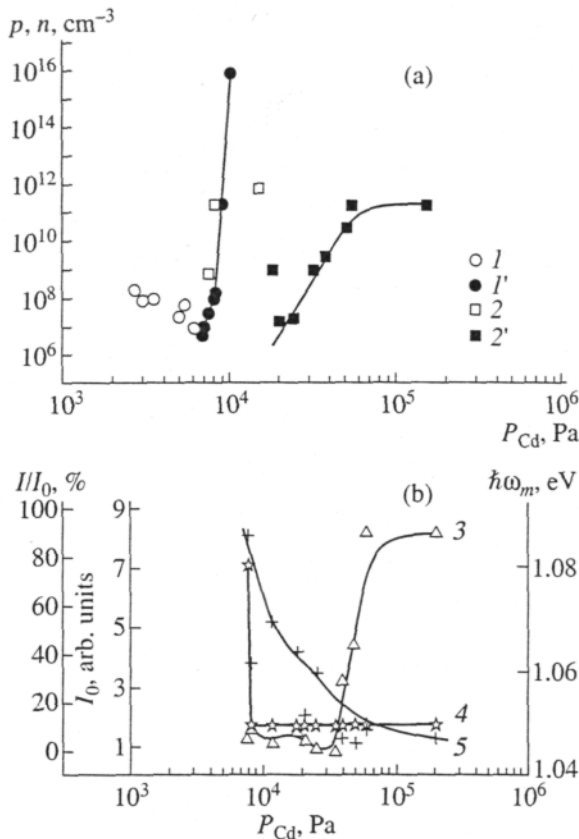 p, n, cm⁻³
(a)
10¹⁶
10¹⁴
10¹²
10¹⁰
10⁸
10⁶
1
1'
2
2'
10³ 10⁴ 10⁵ 10⁶
P_Cd, Pa
I/I₀, % (b) ℏω_m, eV
100 9
80 7 3 1.08
60
40 5 1.06
I₀, arb. units
20 3
4
0 1 5
1.04
10³ 10⁴ 10⁵ 10⁶
P_Cd, Pa